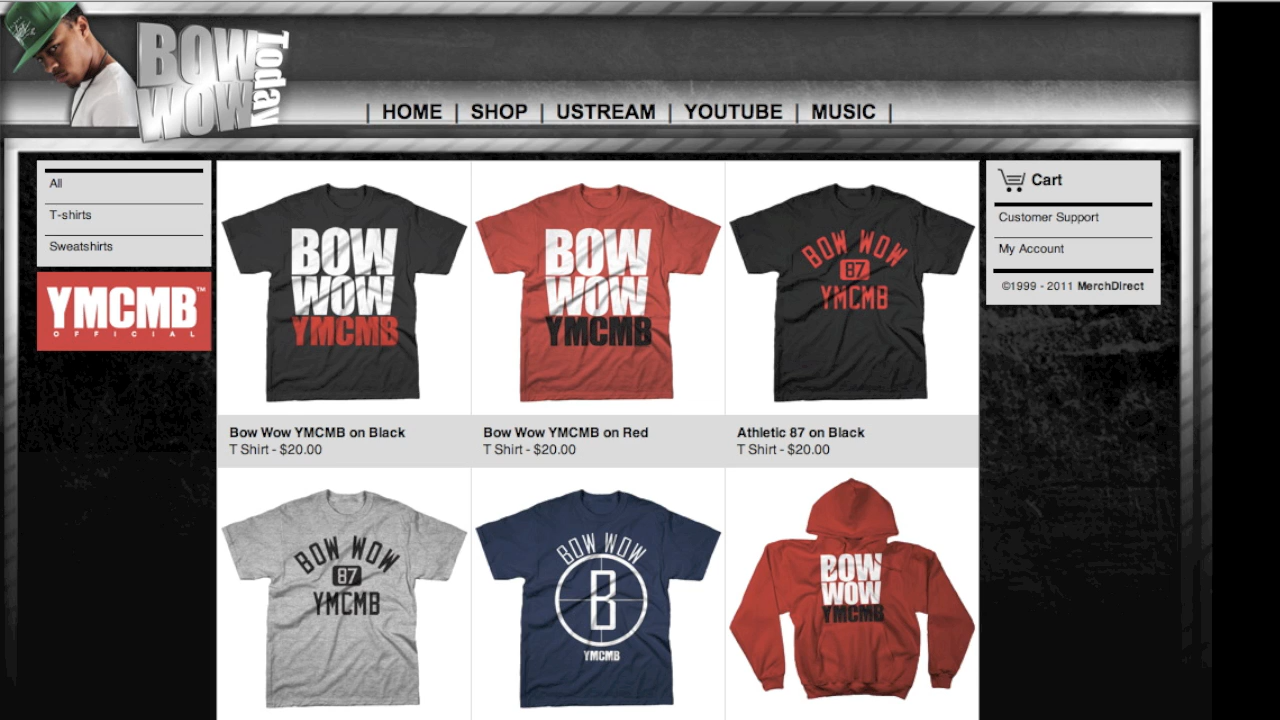 BOW
WOW
Today
| HOME | SHOP | USTREAM | YOUTUBE | MUSIC |
All
T-shirts
Sweatshirts
YMCMB™
OFFICIAL
BOW
WOW
YMCMB
BOW
WOW
YMCMB
BOW WOW
87
YMCMB
Cart
Customer Support
My Account
©1999 - 2011 MerchDirect
Bow Wow YMCMB on Black
T Shirt - $20.00
Bow Wow YMCMB on Red
T Shirt - $20.00
Athletic 87 on Black
T Shirt - $20.00
BOW WOW
87
YMCMB
BOW WOW
B
YMCMB
BOW
WOW
YMCMB